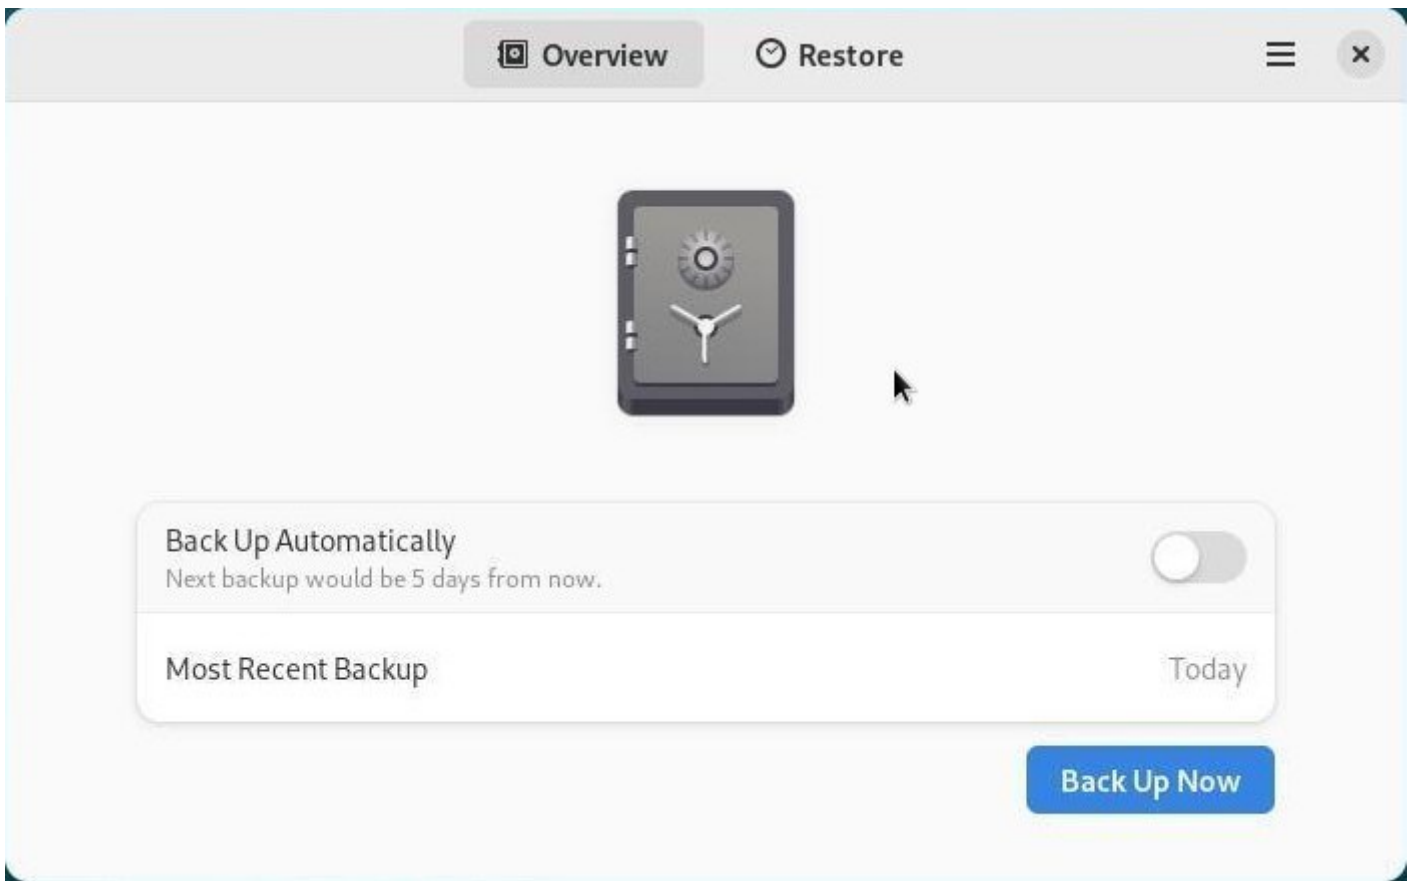 Overview
Restore
Back Up Automatically
Next backup would be 5 days from now.
Most Recent Backup
Today
Back Up Now